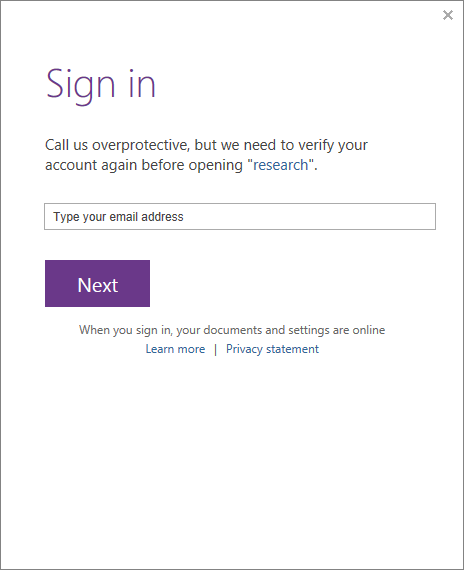 Sign in
Call us overprotective, but we need to verify your
account again before opening "research".
Type your email address
Next
When you sign in, your documents and settings are online
Learn more | Privacy statement